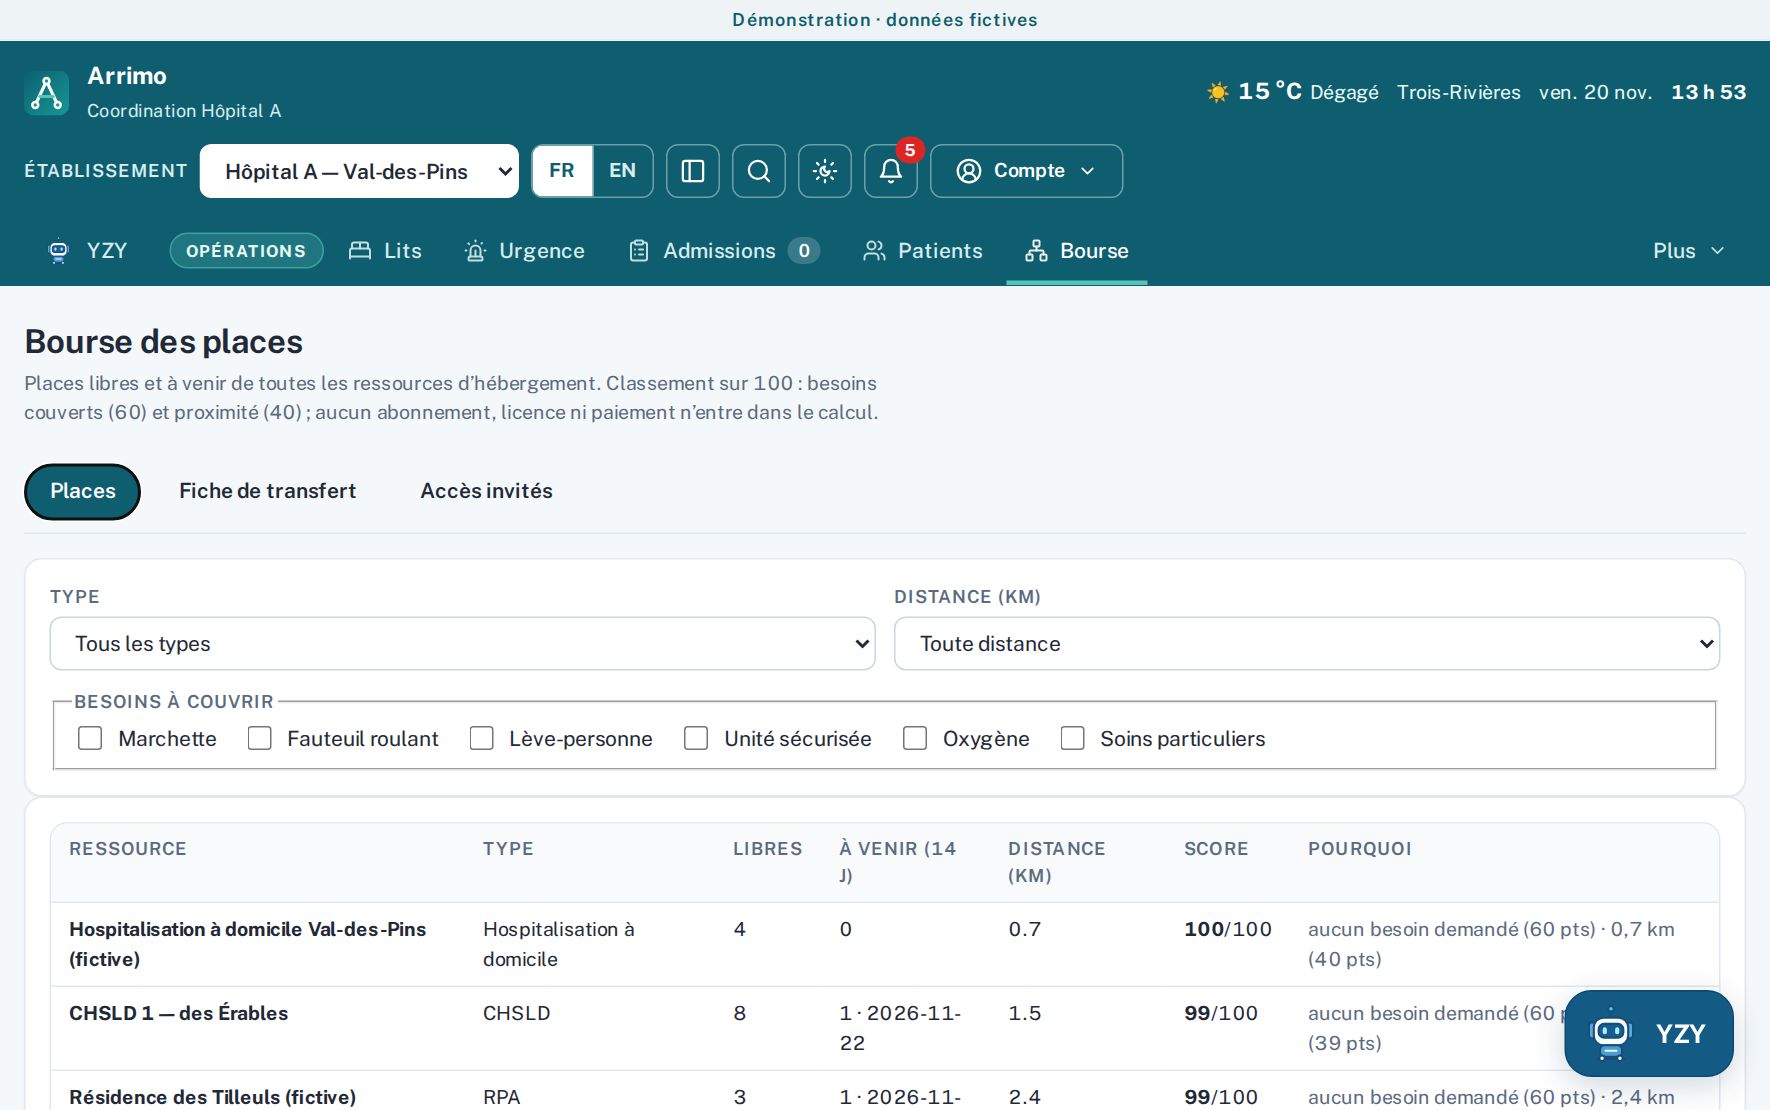 Démonstration · données fictives
Arrimo
Coordination Hôpital A
15 °C Dégagé Trois-Rivières ven. 20 nov. 13 h 53
ÉTABLISSEMENT Hôpital A — Val-des-Pins FR EN 5 Compte
YZY OPÉRATIONS Lits Urgence Admissions 0 Patients Bourse Plus
Bourse des places
Places libres et à venir de toutes les ressources d’hébergement. Classement sur 100 : besoins
couverts (60) et proximité (40) ; aucun abonnement, licence ni paiement n’entre dans le calcul.
Places Fiche de transfert Accès invités
TYPE DISTANCE (KM)
Tous les types Toute distance
BESOINS À COUVRIR
Marchette Fauteuil roulant Lève-personne Unité sécurisée Oxygène Soins particuliers
RESSOURCE TYPE LIBRES À VENIR (14 DISTANCE SCORE POURQUOI
J) (KM)
Hospitalisation à domicile Val-des-Pins Hospitalisation à 4 0 0.7 100/100 aucun besoin demandé (60 pts) · 0,7 km
(fictive) domicile (40 pts)
CHSLD 1 — des Érables CHSLD 8 1 · 2026-11- 1.5 99/100 aucun besoin demandé (60
22 (39 pts)
YZY
Résidence des Tilleuls (fictive) RPA 3 1 · 2026-11- 2.4 99/100 aucun besoin demandé (60 pts) · 2,4 km